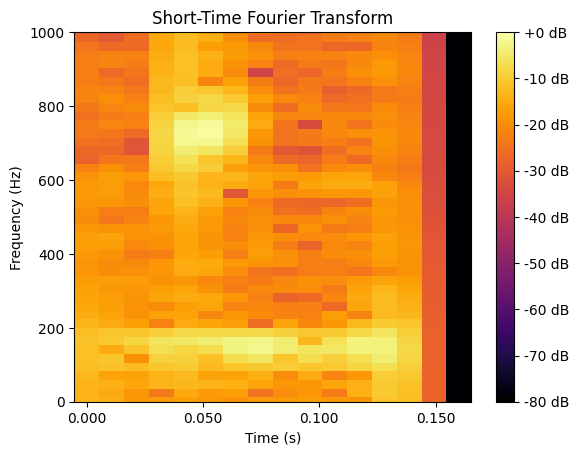 Short-Time Fourier Transform
Frequency (Hz)
1000
800
600
400
200
0
0.000
0.050
0.100
0.150
Time (s)
+0 dB
-10 dB
-20 dB
-30 dB
-40 dB
-50 dB
-60 dB
-70 dB
-80 dB